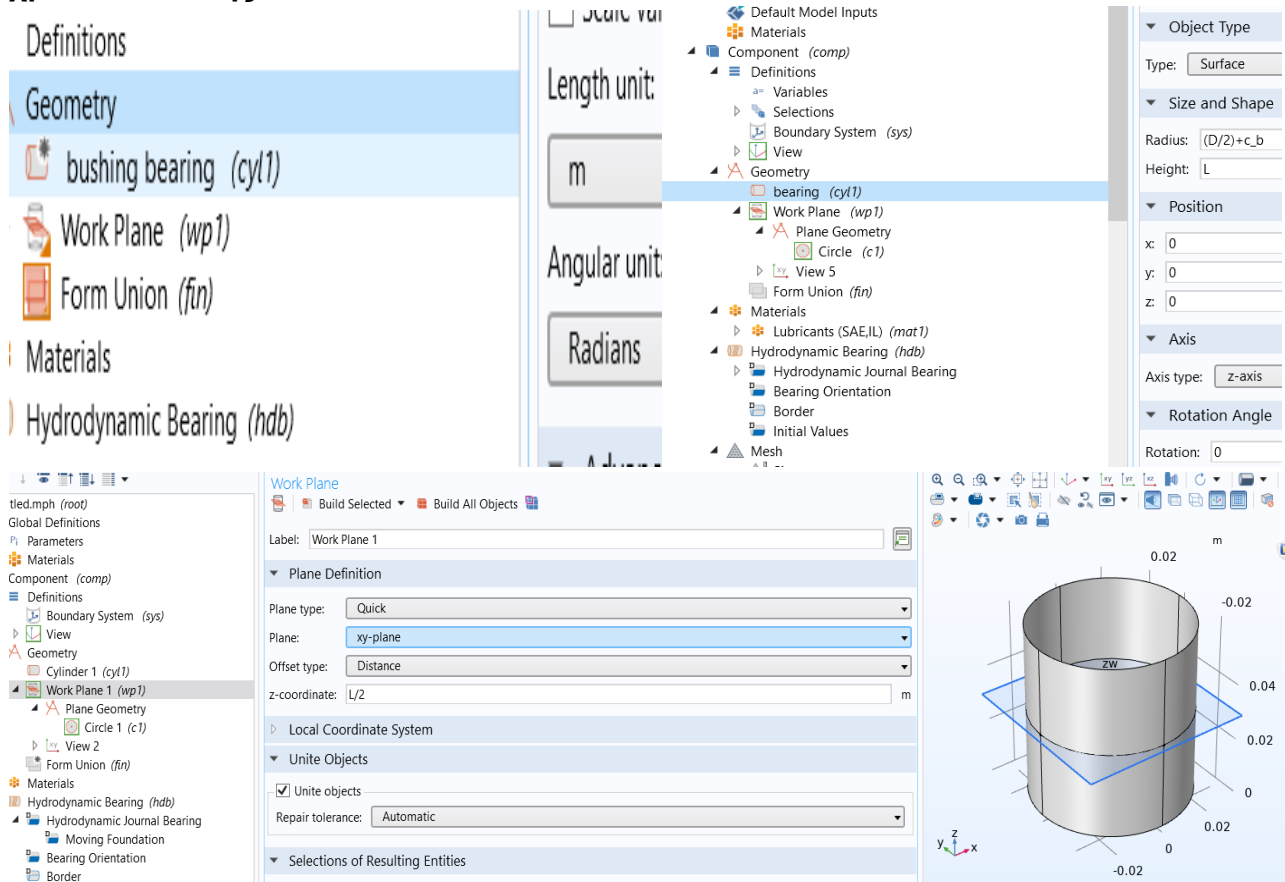 Definitions
Geometry
bushing bearing (cyl1)
Work Plane (wp1)
Form Union (fin)
Materials
Hydrodynamic Bearing (hdb)
Length unit:
m
Angular unit:
Radians
Default Model Inputs
Materials
Component (comp)
Definitions
a= Variables
Selections
Boundary System (sys)
View
Geometry
bearing (cyl1)
Work Plane (wp1)
Plane Geometry
Circle (c1)
xy View 5
Form Union (fin)
Materials
Lubricants (SAE,IL) (mat1)
Hydrodynamic Bearing (hdb)
Hydrodynamic Journal Bearing
Bearing Orientation
Border
Initial Values
Mesh
Object Type
Type: Surface
Size and Shape
Radius: (D/2)+c_b
Height: L
Position
x: 0
y: 0
z: 0
Axis
Axis type: z-axis
Rotation Angle
Rotation: 0
tled.mph (root)
Global Definitions
Pi Parameters
Materials
Component (comp)
Definitions
Boundary System (sys)
View
Geometry
Cylinder 1 (cyl1)
Work Plane 1 (wp1)
Plane Geometry
Circle 1 (c1)
xy View 2
Form Union (fin)
Materials
Hydrodynamic Bearing (hdb)
Hydrodynamic Journal Bearing
Moving Foundation
Bearing Orientation
Border
Work Plane
Build Selected Build All Objects
Label: Work Plane 1
Plane Definition
Plane type: Quick
Plane: xy-plane
Offset type: Distance
z-coordinate: L/2 m
Local Coordinate System
Unite Objects
Unite objects
Repair tolerance: Automatic
Selections of Resulting Entities
xy yz xz
m
0.02
-0.02
zw
0.04
0.02
0
0.02
0
-0.02
z
y x